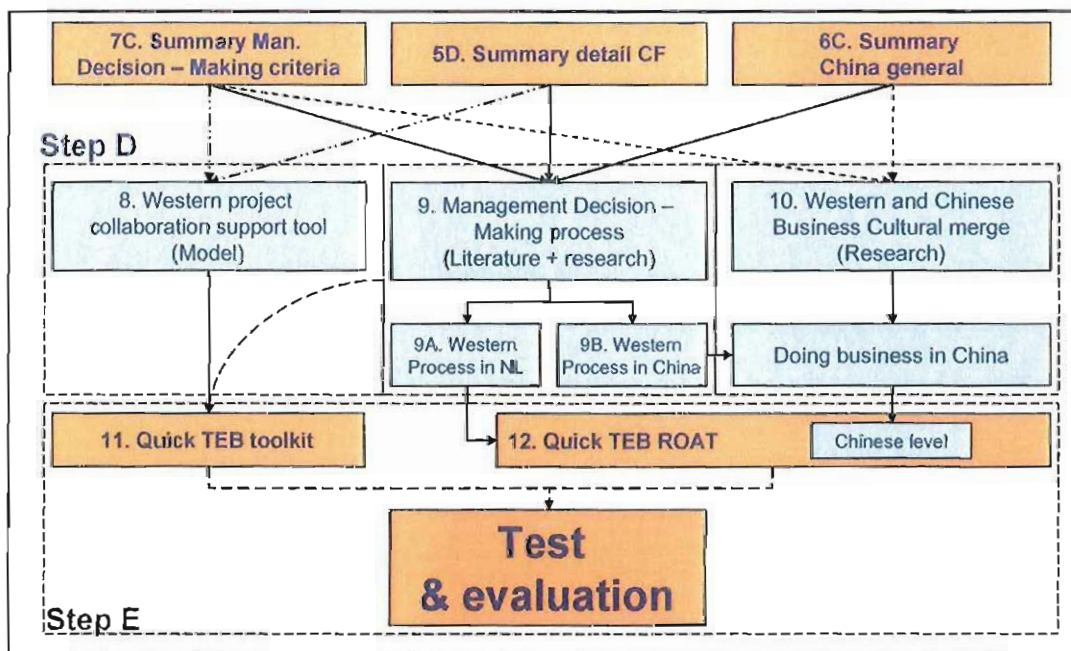 7C. Summary Man.
Decision – Making criteria
5D. Summary detail CF
6C. Summary
China general
Step D
8. Western project
collaboration support tool
(Model)
9. Management Decision –
Making process
(Literature + research)
10. Western and Chinese
Business Cultural merge
(Research)
9A. Western
Process in NL
9B. Western
Process in China
Doing business in China
11. Quick TEB toolkit
12. Quick TEB ROAT
Chinese level
Test
& evaluation
Step E